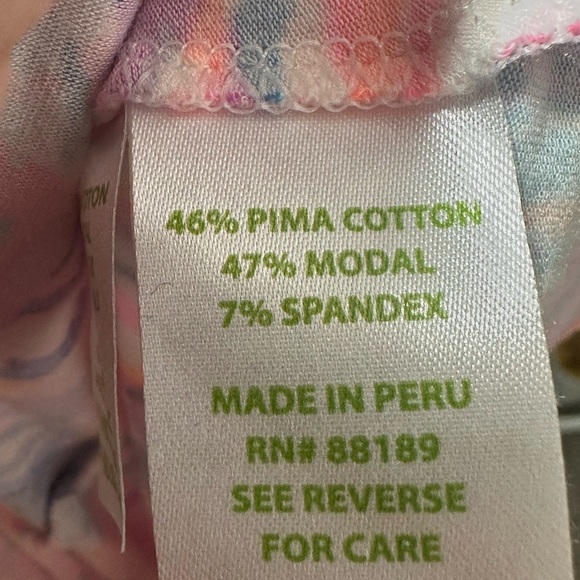 46% PIMA COTTON
47% MODAL
7% SPANDEX
MADE IN PERU
RN# 88189
SEE REVERSE
FOR CARE